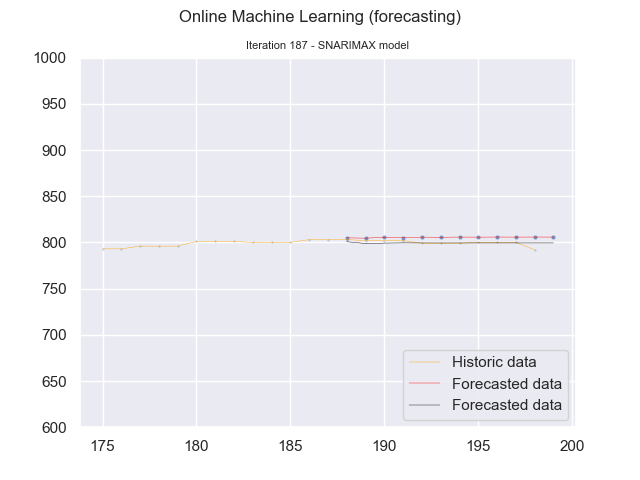 Online Machine Learning (forecasting)
Iteration 187 - SNARIMAX model
1000
950
900
850
800
750
700
650
600
175 180 185 190 195 200
Historic data
Forecasted data
Forecasted data